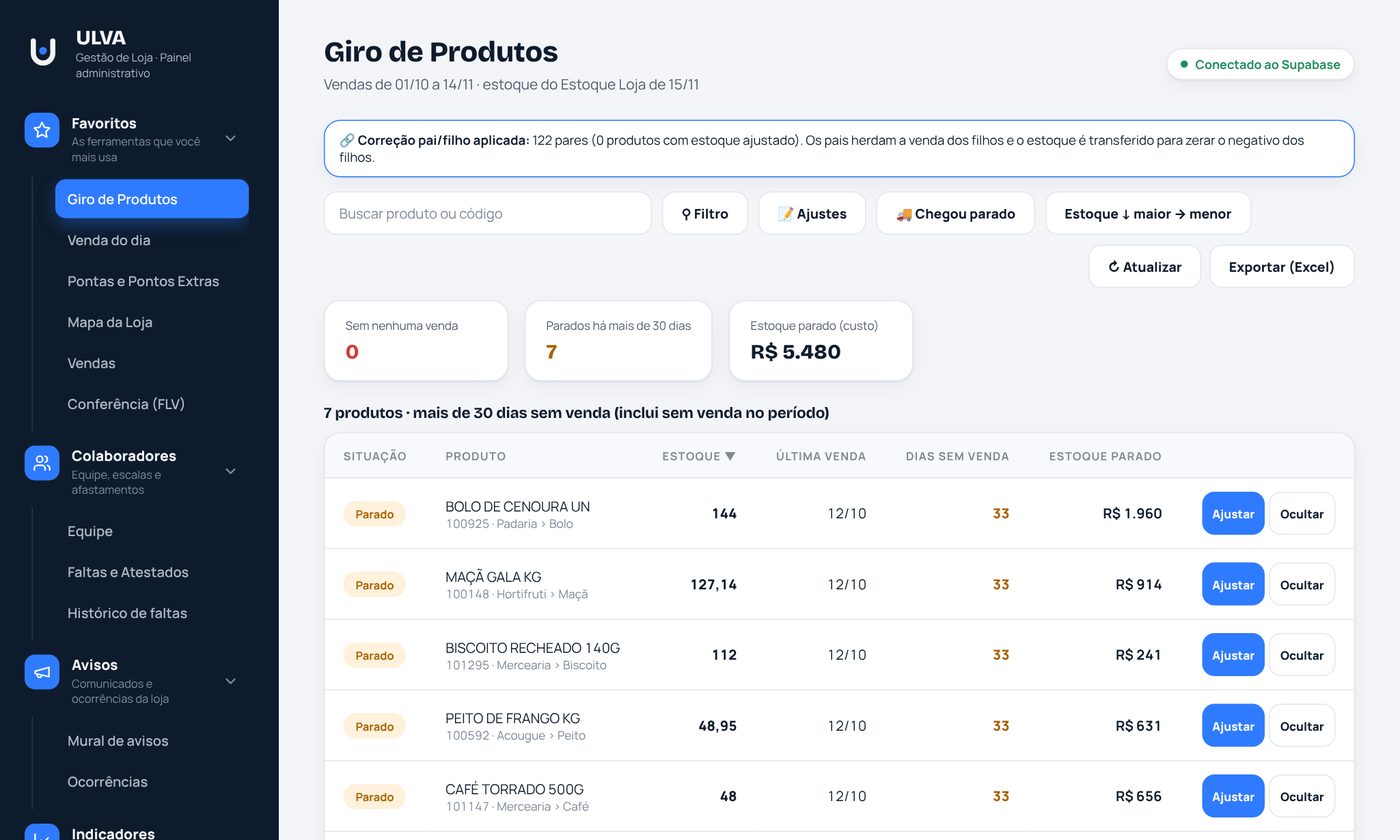 ULVA
Gestão de Loja · Painel
administrativo
Favoritos
As ferramentas que você
mais usa
Giro de Produtos
Venda do dia
Pontas e Pontos Extras
Mapa da Loja
Vendas
Conferência (FLV)
Colaboradores
Equipe, escalas e
afastamentos
Equipe
Faltas e Atestados
Histórico de faltas
Avisos
Comunicados e
ocorrências da loja
Mural de avisos
Ocorrências
Indicadores
Giro de Produtos
Vendas de 01/10 a 14/11 · estoque do Estoque Loja de 15/11
Conectado ao Supabase
🔗 Correção pai/filho aplicada: 122 pares (0 produtos com estoque ajustado). Os pais herdam a venda dos filhos e o estoque é transferido para zerar o negativo dos
filhos.
Buscar produto ou código
⚲ Filtro
📝 Ajustes
🚚 Chegou parado
Estoque ↓ maior → menor
↻ Atualizar
Exportar (Excel)
Sem nenhuma venda
0
Parados há mais de 30 dias
7
Estoque parado (custo)
R$ 5.480
7 produtos · mais de 30 dias sem venda (inclui sem venda no período)
SITUAÇÃO PRODUTO ESTOQUE ▼ ÚLTIMA VENDA DIAS SEM VENDA ESTOQUE PARADO
Parado BOLO DE CENOURA UN 144 12/10 33 R$ 1.960 Ajustar Ocultar
100925 · Padaria › Bolo
Parado MAÇÃ GALA KG 127,14 12/10 33 R$ 914 Ajustar Ocultar
100148 · Hortifruti › Maçã
Parado BISCOITO RECHEADO 140G 112 12/10 33 R$ 241 Ajustar Ocultar
101295 · Mercearia › Biscoito
Parado PEITO DE FRANGO KG 48,95 12/10 33 R$ 631 Ajustar Ocultar
100592 · Acougue › Peito
Parado CAFÉ TORRADO 500G 48 12/10 33 R$ 656 Ajustar Ocultar
101147 · Mercearia › Café